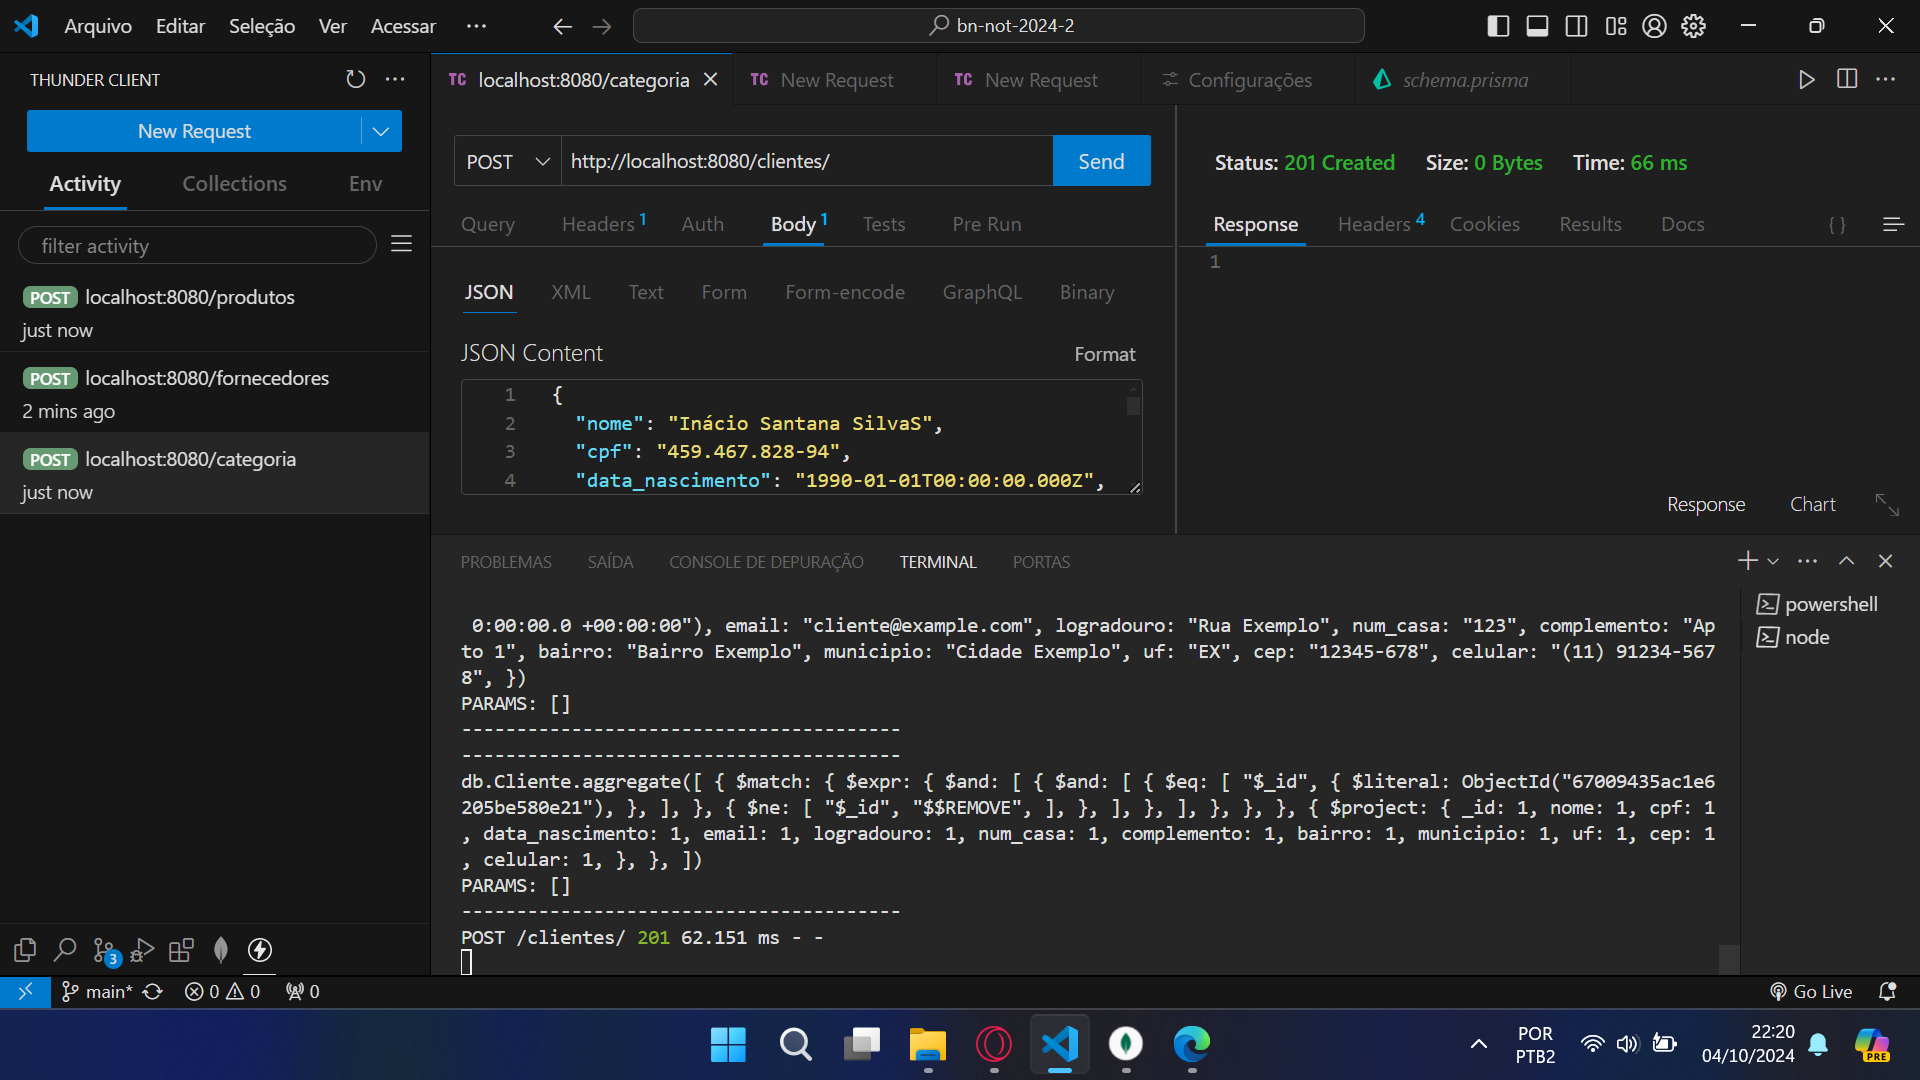 Arquivo Editar Seleção Ver Acessar ··· bn-not-2024-2
THUNDER CLIENT
New Request
Activity Collections Env
filter activity
POST localhost:8080/produtos
just now
POST localhost:8080/fornecedores
2 mins ago
POST localhost:8080/categoria
just now
TC localhost:8080/categoria TC New Request TC New Request Configurações schema.prisma
POST http://localhost:8080/clientes/ Send
Query Headers 1 Auth Body 1 Tests Pre Run
JSON XML Text Form Form-encode GraphQL Binary
JSON Content Format
1 {
2 "nome": "Inácio Santana SilvaS",
3 "cpf": "459.467.828-94",
4 "data_nascimento": "1990-01-01T00:00:00.000Z",
Status: 201 Created Size: 0 Bytes Time: 66 ms
Response Headers 4 Cookies Results Docs { }
1
Response Chart
PROBLEMAS SAÍDA CONSOLE DE DEPURAÇÃO TERMINAL PORTAS
0:00:00.0 +00:00:00"), email: "cliente@example.com", logradouro: "Rua Exemplo", num_casa: "123", complemento: "Ap
to 1", bairro: "Bairro Exemplo", municipio: "Cidade Exemplo", uf: "EX", cep: "12345-678", celular: "(11) 91234-567
8", })
PARAMS: []
----------------------------------------
----------------------------------------
db.Cliente.aggregate([ { $match: { $expr: { $and: [ { $and: [ { $eq: [ "$_id", { $literal: ObjectId("67009435ac1e6
205be580e21"), }, ], }, { $ne: [ "$_id", "$$REMOVE", ], }, ], }, ], }, }, }, { $project: { _id: 1, nome: 1, cpf: 1
, data_nascimento: 1, email: 1, logradouro: 1, num_casa: 1, complemento: 1, bairro: 1, municipio: 1, uf: 1, cep: 1
, celular: 1, }, }, ])
PARAMS: []
----------------------------------------
POST /clientes/ 201 62.151 ms - -
powershell
node
3
main* 0 0 0 Go Live
POR
PTB2
22:20
04/10/2024
PRE